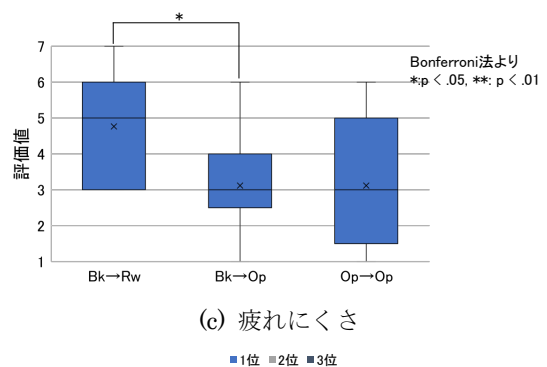 *
7
6
5
4
3
2
1
評価値
Bonferroni法より
*:p < .05, **: p < .01
Bk→Rw
Bk→Op
Op→Op
(c) 疲れにくさ
1位 2位 3位